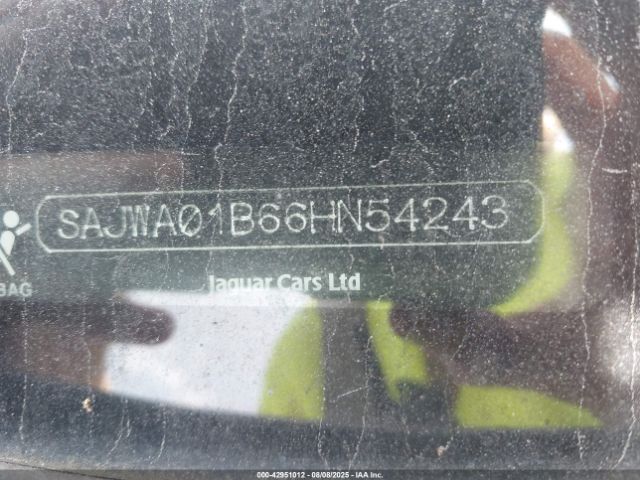 SAJWA01B66HN54243
BAG
Jaguar Cars Ltd
000-42951012 - 08/08/2025 - IAA Inc.